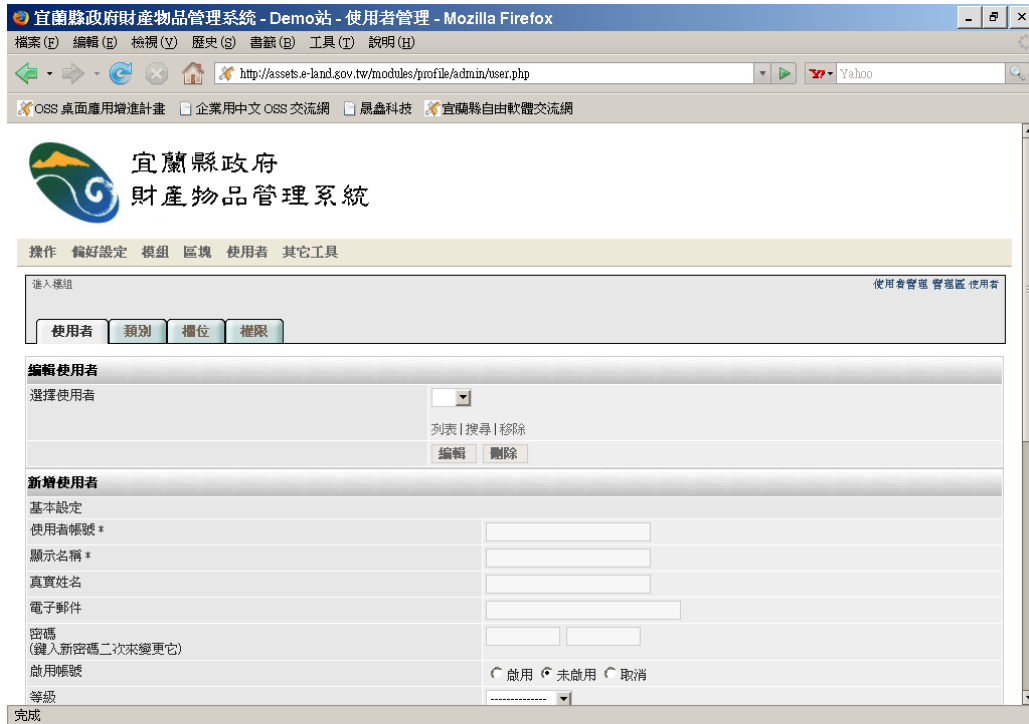 宜蘭縣政府財產物品管理系統 - Demo站 - 使用者管理 - Mozilla Firefox
檔案(F) 編輯(E) 檢視(V) 歷史(S) 書籤(B) 工具(T) 說明(H)
http://assets.e-land.gov.tw/modules/profile/admin/user.php Yahoo
OSS 桌面應用增進計畫 企業用中文 OSS 交流網 晟鑫科技 宜蘭縣自由軟體交流網
宜蘭縣政府
財產物品管理系統
操作 偏好設定 模組 區塊 使用者 其它工具
進入模組 使用者管理 管理區 使用者
使用者 類別 欄位 權限
編輯使用者
選擇使用者
列表|搜尋|移除
編輯 刪除
新增使用者
基本設定
使用者帳號 *
顯示名稱 *
真實姓名
電子郵件
密碼
(鍵入新密碼二次來變更它)
啟用帳號 啟用 未啟用 取消
等級 --------------
完成